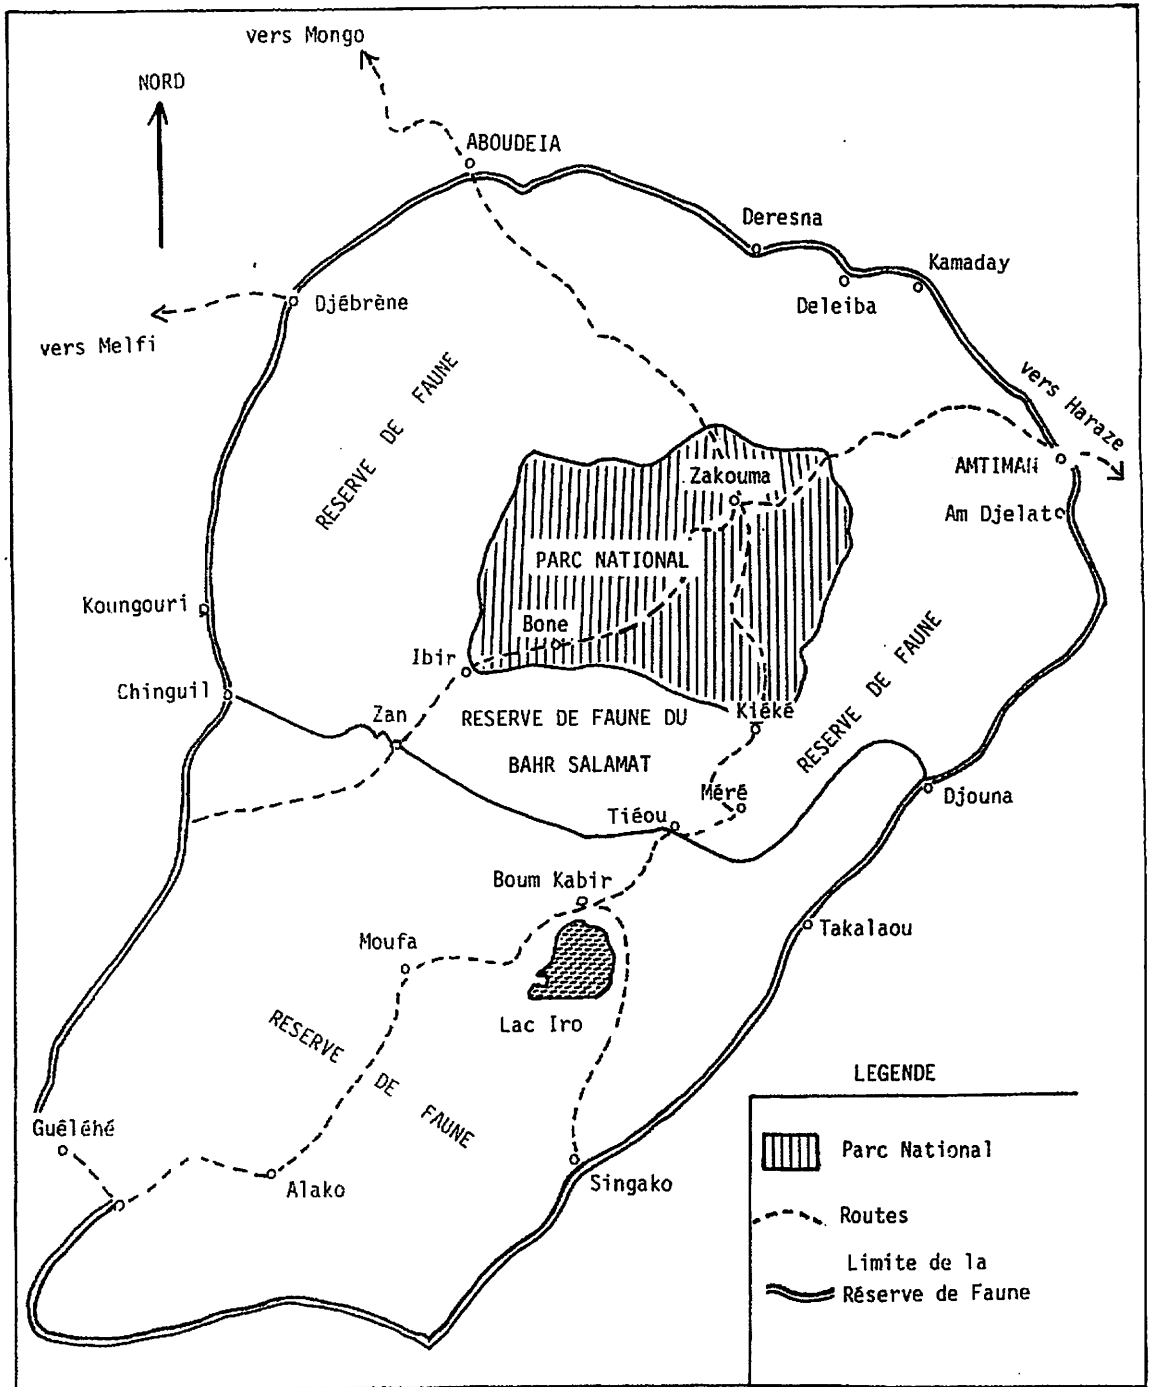 vers Mongo
NORD
ABOUDEIA
Deresna
Kamaday
Deleiba
Djébrène
vers Melfi
vers Haraze
RESERVE DE FAUNE
AMTIMAN
Zakouma
Am Djelat
PARC NATIONAL
Koungouri
Bone
Ibir
Chinguil
Zan
RESERVE DE FAUNE DU
BAHR SALAMAT
Kiéké
RESERVE DE FAUNE
Méré
Djouna
Tiéou
Boum Kabir
Takalaou
Moufa
Lac Iro
RESERVE DE FAUNE
Guêléhé
Alako
Singako
LEGENDE
Parc National
Routes
Limite de la
Réserve de Faune